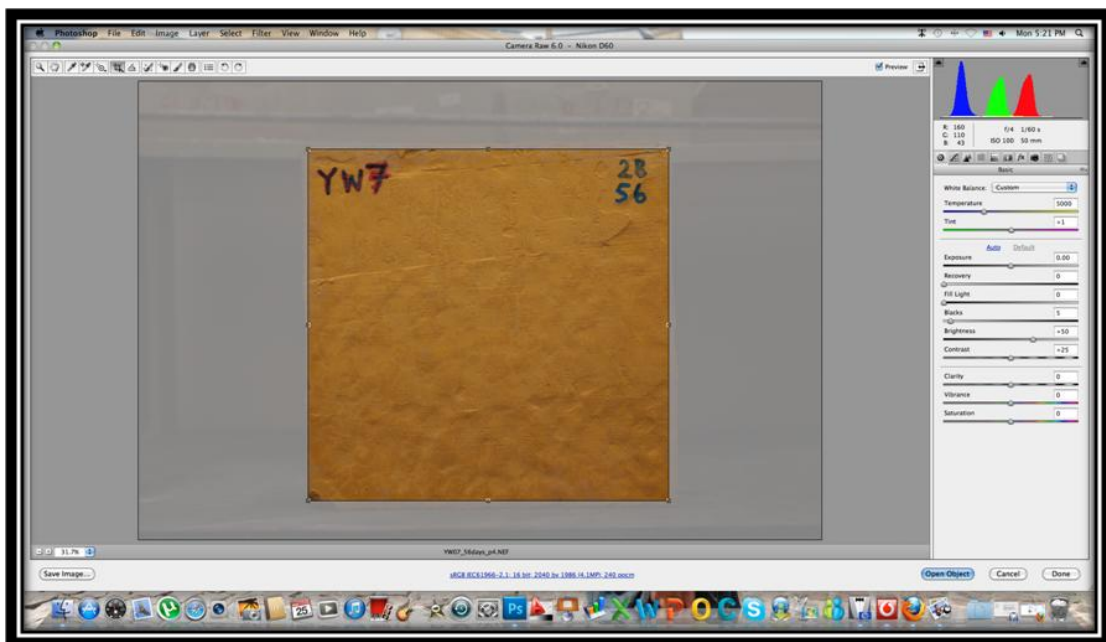 Photoshop File Edit Image Layer Select Filter View Window Help
Mon 5:21 PM
Camera Raw 6.0 - Nikon D60
Preview
R: 160
G: 110
B: 43
f/4 1/60 s
ISO 100 50 mm
Basic
White Balance: Custom
Temperature 5000
Tint +1
Auto Default
Exposure 0.00
Recovery 0
Fill Light 0
Blacks 5
Brightness +50
Contrast +25
Clarity 0
Vibrance 0
Saturation 0
YW7
28
56
31.7%
YW07_56days_p4.NEF
Save Image...
sRGB IEC61966-2.1; 16 bit; 2040 by 1986 (4.1MP); 240 ppcm
Open Object Cancel Done
25
Ps